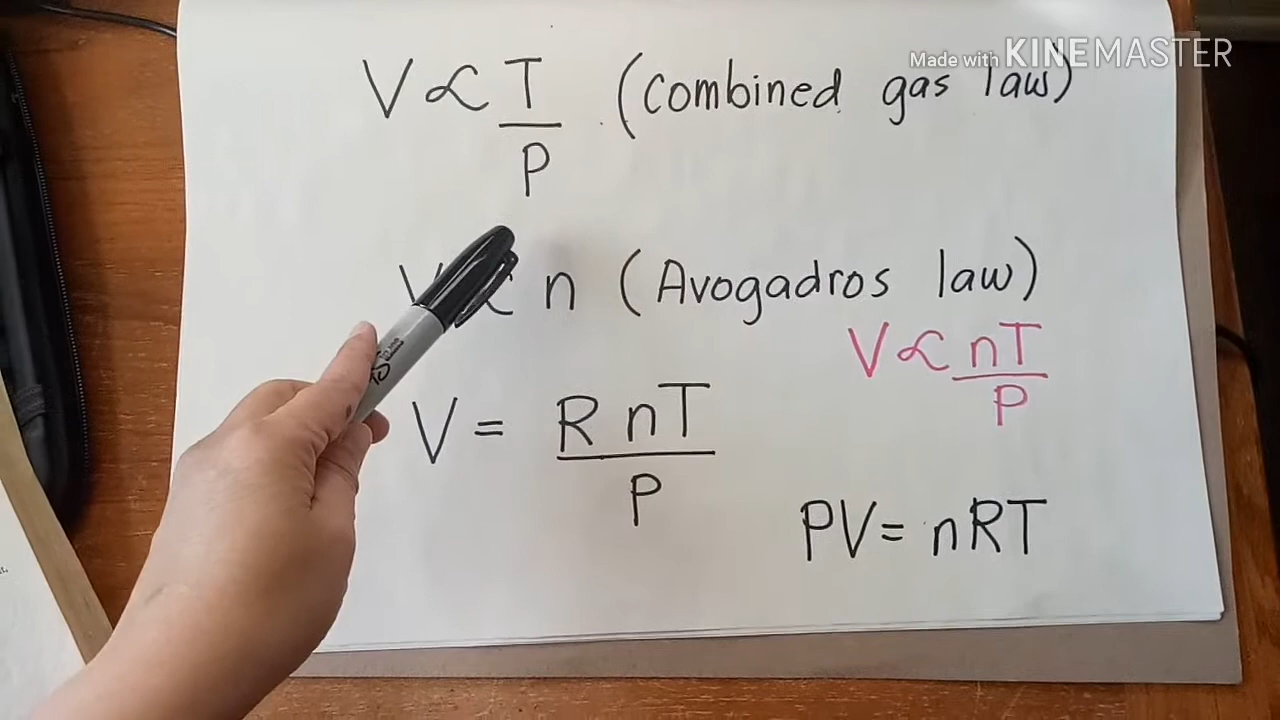 Made with KINEMASTER
V ∝ T/P (Combined gas law)
V ∝ n (Avogadros law)
V ∝ nT/P
V = RnT/P
PV = nRT